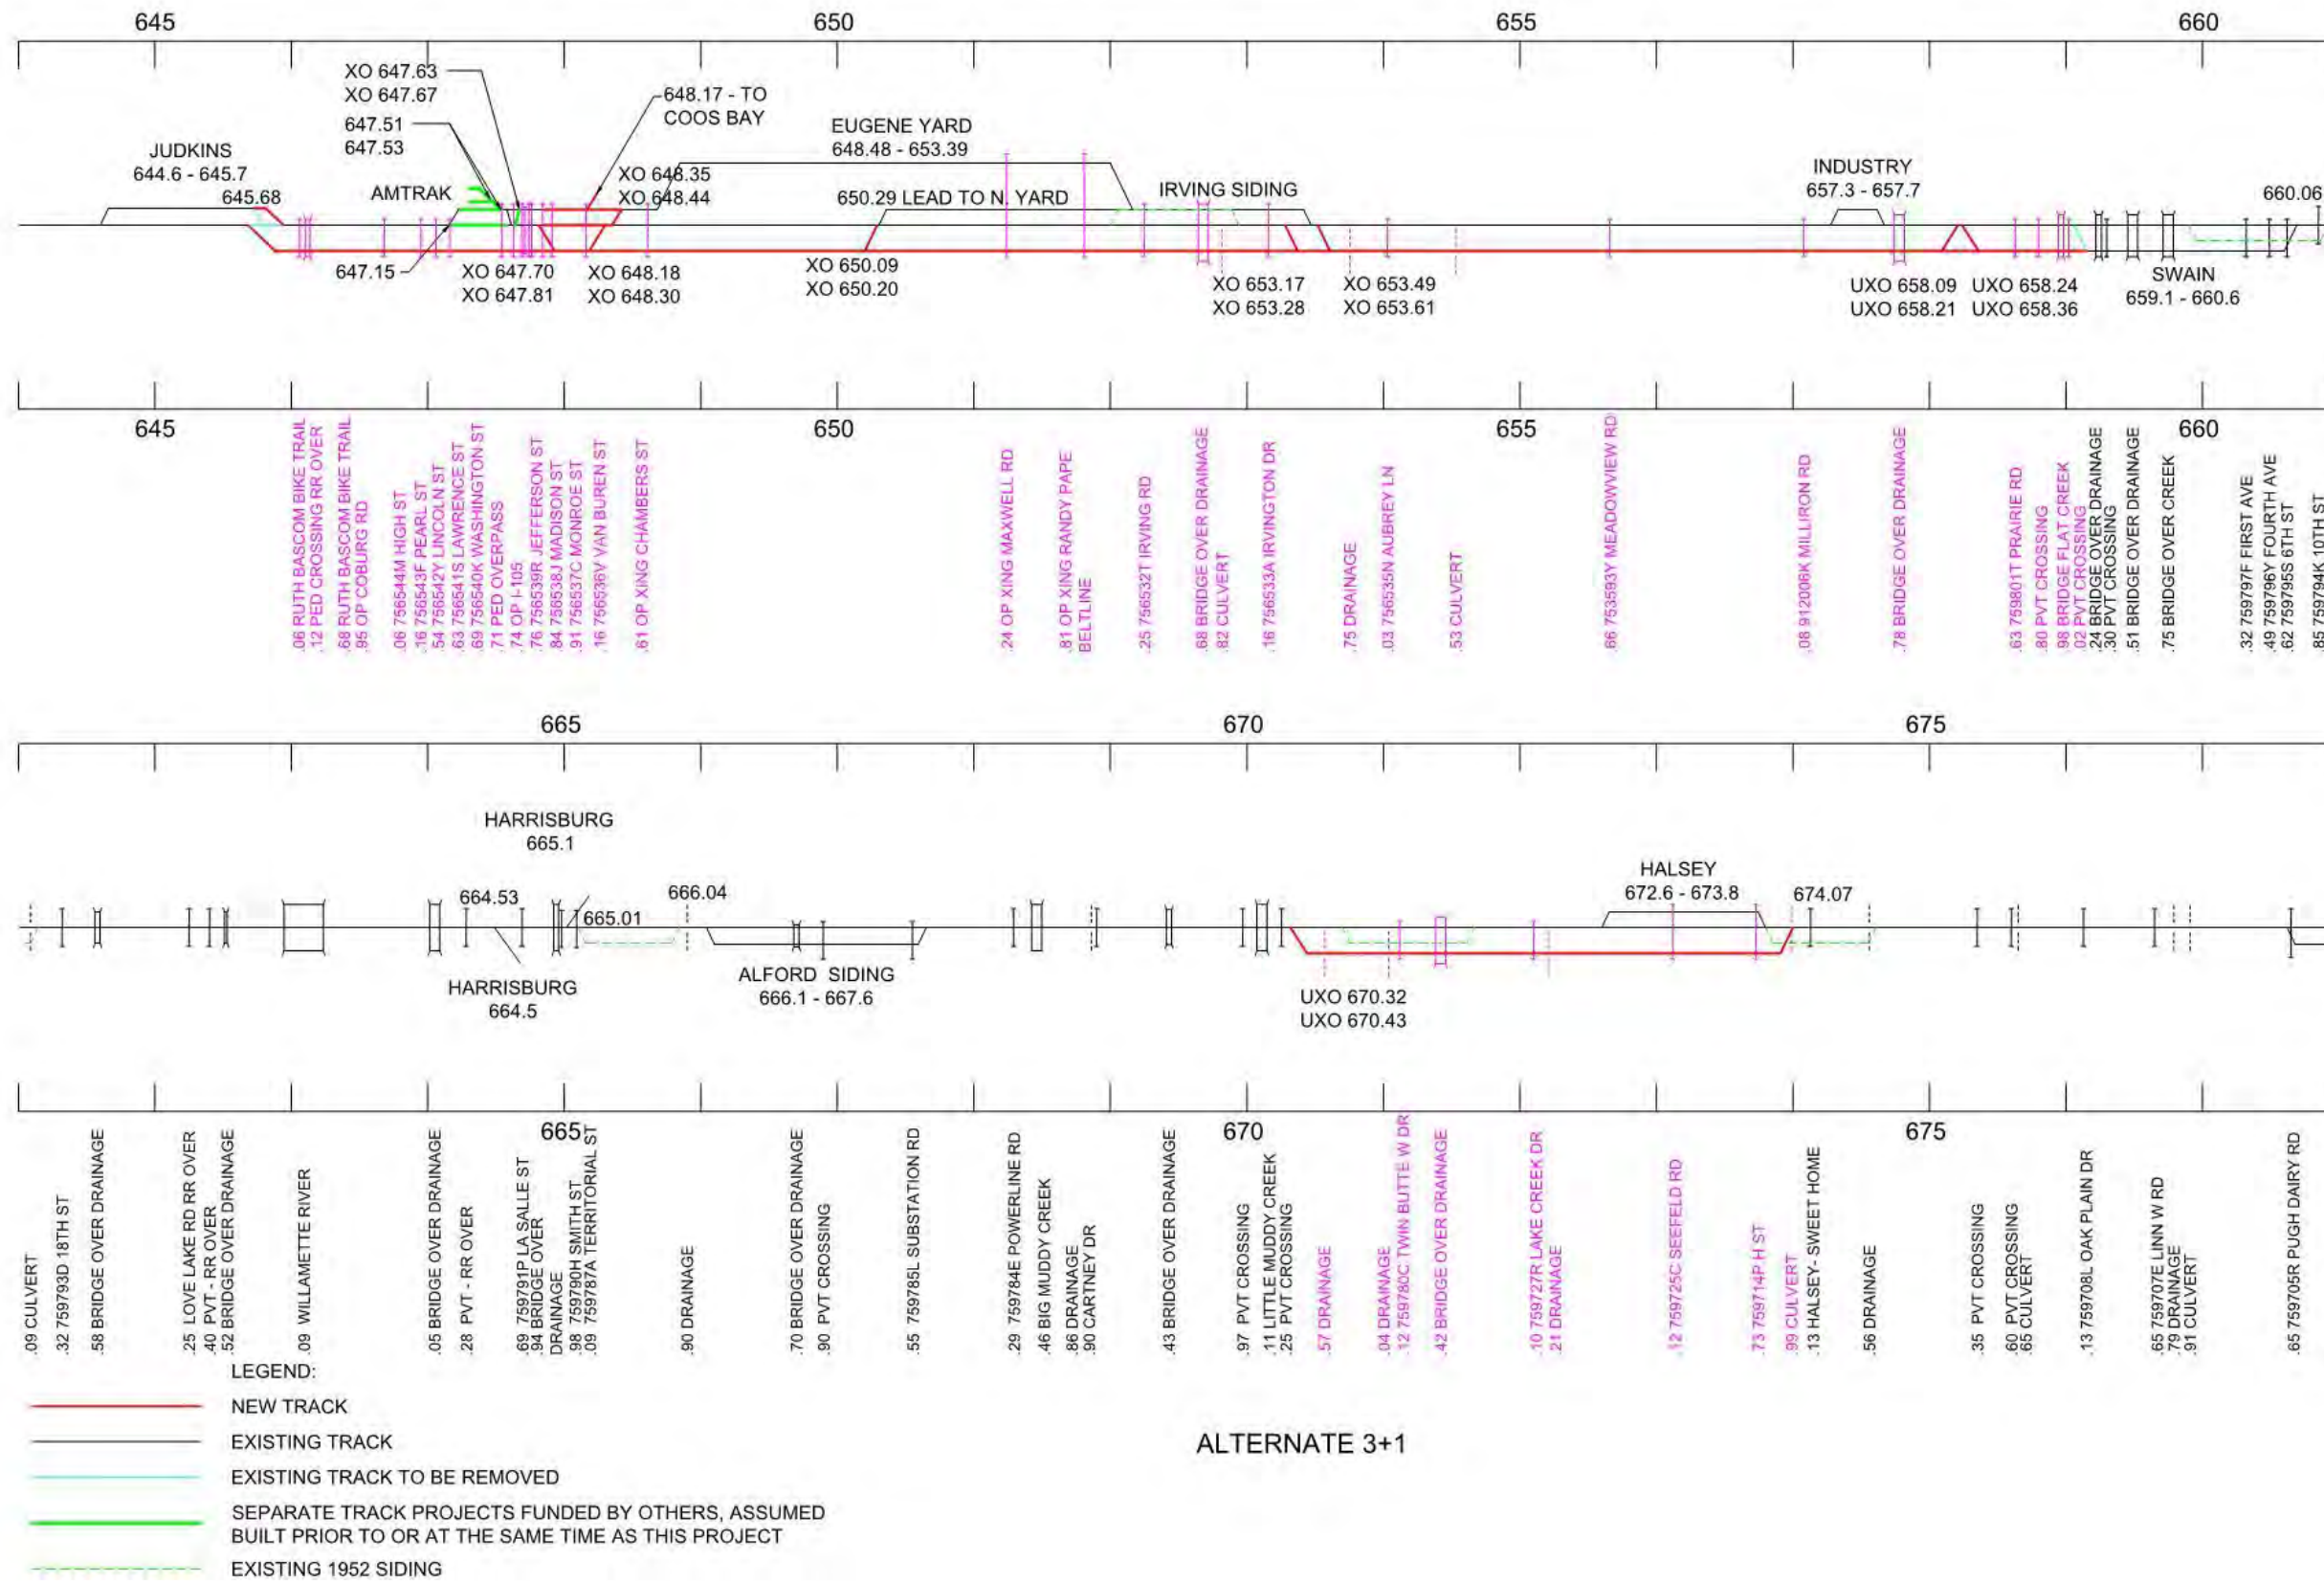 645
650
655
660
XO 647.63
XO 647.67
647.51
647.53
648.17 - TO
COOS BAY
JUDKINS
644.6 - 645.7
645.68
AMTRAK
XO 648.35
XO 648.44
EUGENE YARD
648.48 - 653.39
650.29 LEAD TO N. YARD
IRVING SIDING
INDUSTRY
657.3 - 657.7
660.06
647.15
XO 647.70
XO 647.81
XO 648.18
XO 648.30
XO 650.09
XO 650.20
XO 653.17
XO 653.28
XO 653.49
XO 653.61
UXO 658.09
UXO 658.21
UXO 658.24
UXO 658.36
SWAIN
659.1 - 660.6
645
650
655
660
.06 RUTH BASCOM BIKE TRAIL
.12 PED CROSSING RR OVER
.68 RUTH BASCOM BIKE TRAIL
.95 OP COBURG RD
.06 756544M HIGH ST
.16 756543F PEARL ST
.54 756542Y LINCOLN ST
.63 756541S LAWRENCE ST
.69 756540K WASHINGTON ST
.71 PED OVERPASS
.74 OP I-105
.76 756539R JEFFERSON ST
.84 756538J MADISON ST
.91 756537C MONROE ST
.16 756536V VAN BUREN ST
.61 OP XING CHAMBERS ST
.24 OP XING MAXWELL RD
.81 OP XING RANDY PAPE
BELTLINE
.25 756532T IRVING RD
.68 BRIDGE OVER DRAINAGE
.82 CULVERT
.16 756533A IRVINGTON DR
.75 DRAINAGE
.03 756535N AUBREY LN
.53 CULVERT
.66 753593Y MEADOWVIEW RD
.08 912006K MILLIRON RD
.78 BRIDGE OVER DRAINAGE
.63 759801T PRAIRIE RD
.80 PVT CROSSING
.98 BRIDGE FLAT CREEK
.02 PVT CROSSING
.24 BRIDGE OVER DRAINAGE
.30 PVT CROSSING
.51 BRIDGE OVER DRAINAGE
.75 BRIDGE OVER CREEK
.32 759797F FIRST AVE
.49 759796Y FOURTH AVE
.62 759795S 6TH ST
.85 759794K 10TH ST
665
670
675
HARRISBURG
665.1
664.53
665.01
666.04
HARRISBURG
664.5
ALFORD SIDING
666.1 - 667.6
UXO 670.32
UXO 670.43
HALSEY
672.6 - 673.8
674.07
665
670
675
.09 CULVERT
.32 759793D 18TH ST
.58 BRIDGE OVER DRAINAGE
.25 LOVE LAKE RD RR OVER
.40 PVT - RR OVER
.52 BRIDGE OVER DRAINAGE
.09 WILLAMETTE RIVER
.05 BRIDGE OVER DRAINAGE
.28 PVT - RR OVER
.69 759791P LA SALLE ST
.94 BRIDGE OVER
DRAINAGE
.98 759790H SMITH ST
.09 759787A TERRITORIAL ST
.90 DRAINAGE
.70 BRIDGE OVER DRAINAGE
.90 PVT CROSSING
.55 759785L SUBSTATION RD
.29 759784E POWERLINE RD
.46 BIG MUDDY CREEK
.86 DRAINAGE
.90 CARTNEY DR
.43 BRIDGE OVER DRAINAGE
.97 PVT CROSSING
.11 LITTLE MUDDY CREEK
.25 PVT CROSSING
.57 DRAINAGE
.04 DRAINAGE
.12 759780C TWIN BUTTE W DR
.42 BRIDGE OVER DRAINAGE
.10 759727R LAKE CREEK DR
.21 DRAINAGE
.12 759725C SEEFELD RD
.73 759714P H ST
.99 CULVERT
.13 HALSEY- SWEET HOME
.56 DRAINAGE
.35 PVT CROSSING
.60 PVT CROSSING
.65 CULVERT
.13 759708L OAK PLAIN DR
.65 759707E LINN W RD
.79 DRAINAGE
.91 CULVERT
.65 759705R PUGH DAIRY RD
LEGEND:
NEW TRACK
EXISTING TRACK
EXISTING TRACK TO BE REMOVED
SEPARATE TRACK PROJECTS FUNDED BY OTHERS, ASSUMED
BUILT PRIOR TO OR AT THE SAME TIME AS THIS PROJECT
EXISTING 1952 SIDING
ALTERNATE 3+1